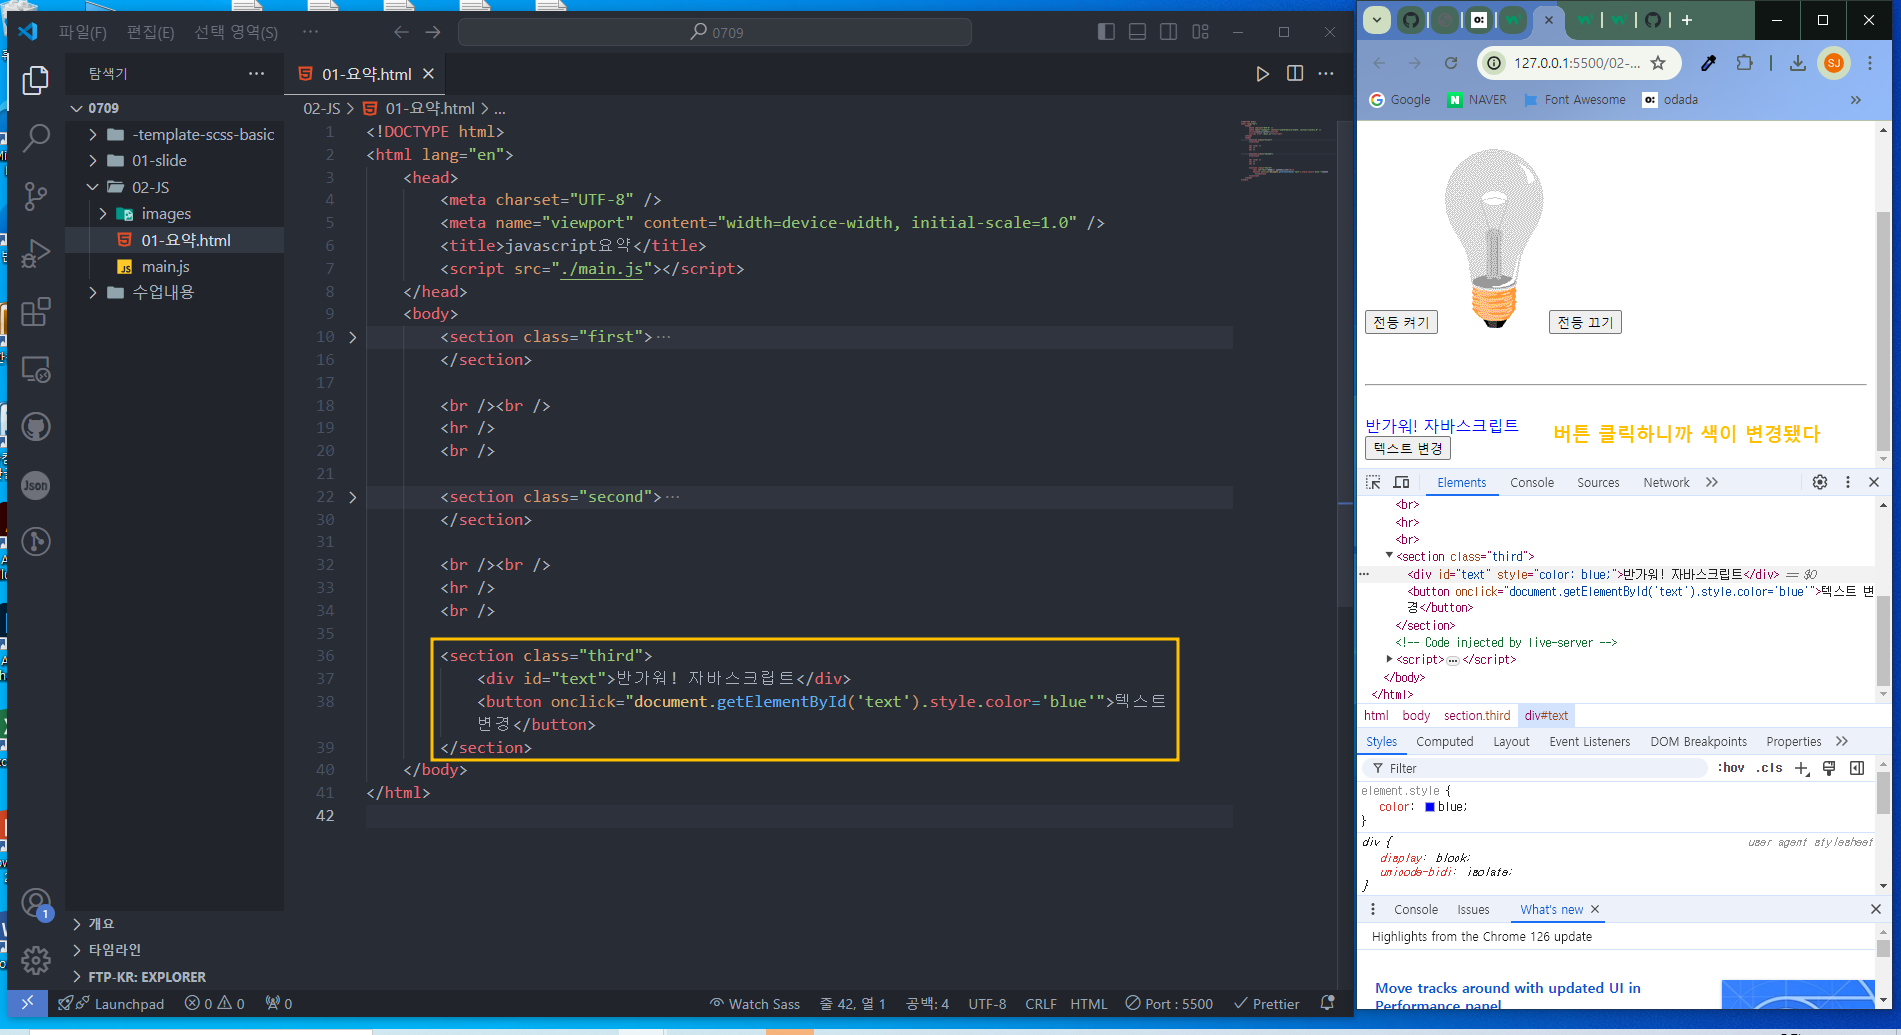 파일(F) 편집(E) 선택 영역(S) ···
0709
탐색기 ···
01-요약.html
0709
-template-scss-basic
01-slide
02-JS
images
01-요약.html
JS main.js
수업내용
02-JS > 01-요약.html > ...
1 <!DOCTYPE html>
2 <html lang="en">
3 <head>
4 <meta charset="UTF-8" />
5 <meta name="viewport" content="width=device-width, initial-scale=1.0" />
6 <title>javascript요약</title>
7 <script src="./main.js"></script>
8 </head>
9 <body>
10 <section class="first">···
16 </section>
17
18 <br /><br />
19 <hr />
20 <br />
21
22 <section class="second">···
30 </section>
31
32 <br /><br />
33 <hr />
34 <br />
35
36 <section class="third">
37 <div id="text">반가워! 자바스크립트</div>
38 <button onclick="document.getElementById('text').style.color='blue'">텍스트
변경</button>
39 </section>
40 </body>
41 </html>
42
Json
1
개요
타임라인
FTP-KR: EXPLORER
Launchpad 0 0 0
Watch Sass 줄 42, 열 1 공백: 4 UTF-8 CRLF HTML Port : 5500 Prettier
127.0.0.1:5500/02-...
SJ
Google NAVER Font Awesome odada
전등 켜기 전등 끄기
반가워! 자바스크립트
버튼 클릭하니까 색이 변경됐다
텍스트 변경
Elements Console Sources Network
<br>
<hr>
<br>
<section class="third">
<div id="text" style="color: blue;">반가워! 자바스크립트</div> == $0
<button onclick="document.getElementById('text').style.color='blue'">텍스트 변
경</button>
</section>
<!-- Code injected by live-server -->
<script>···</script>
</body>
</html>
html body section.third div#text
Styles Computed Layout Event Listeners DOM Breakpoints Properties
Filter :hov .cls
element.style {
color: blue;
}
div { user agent stylesheet
display: block;
unicode-bidi: isolate;
}
Console Issues What's new
Highlights from the Chrome 126 update
Move tracks around with updated UI in
Performance panel